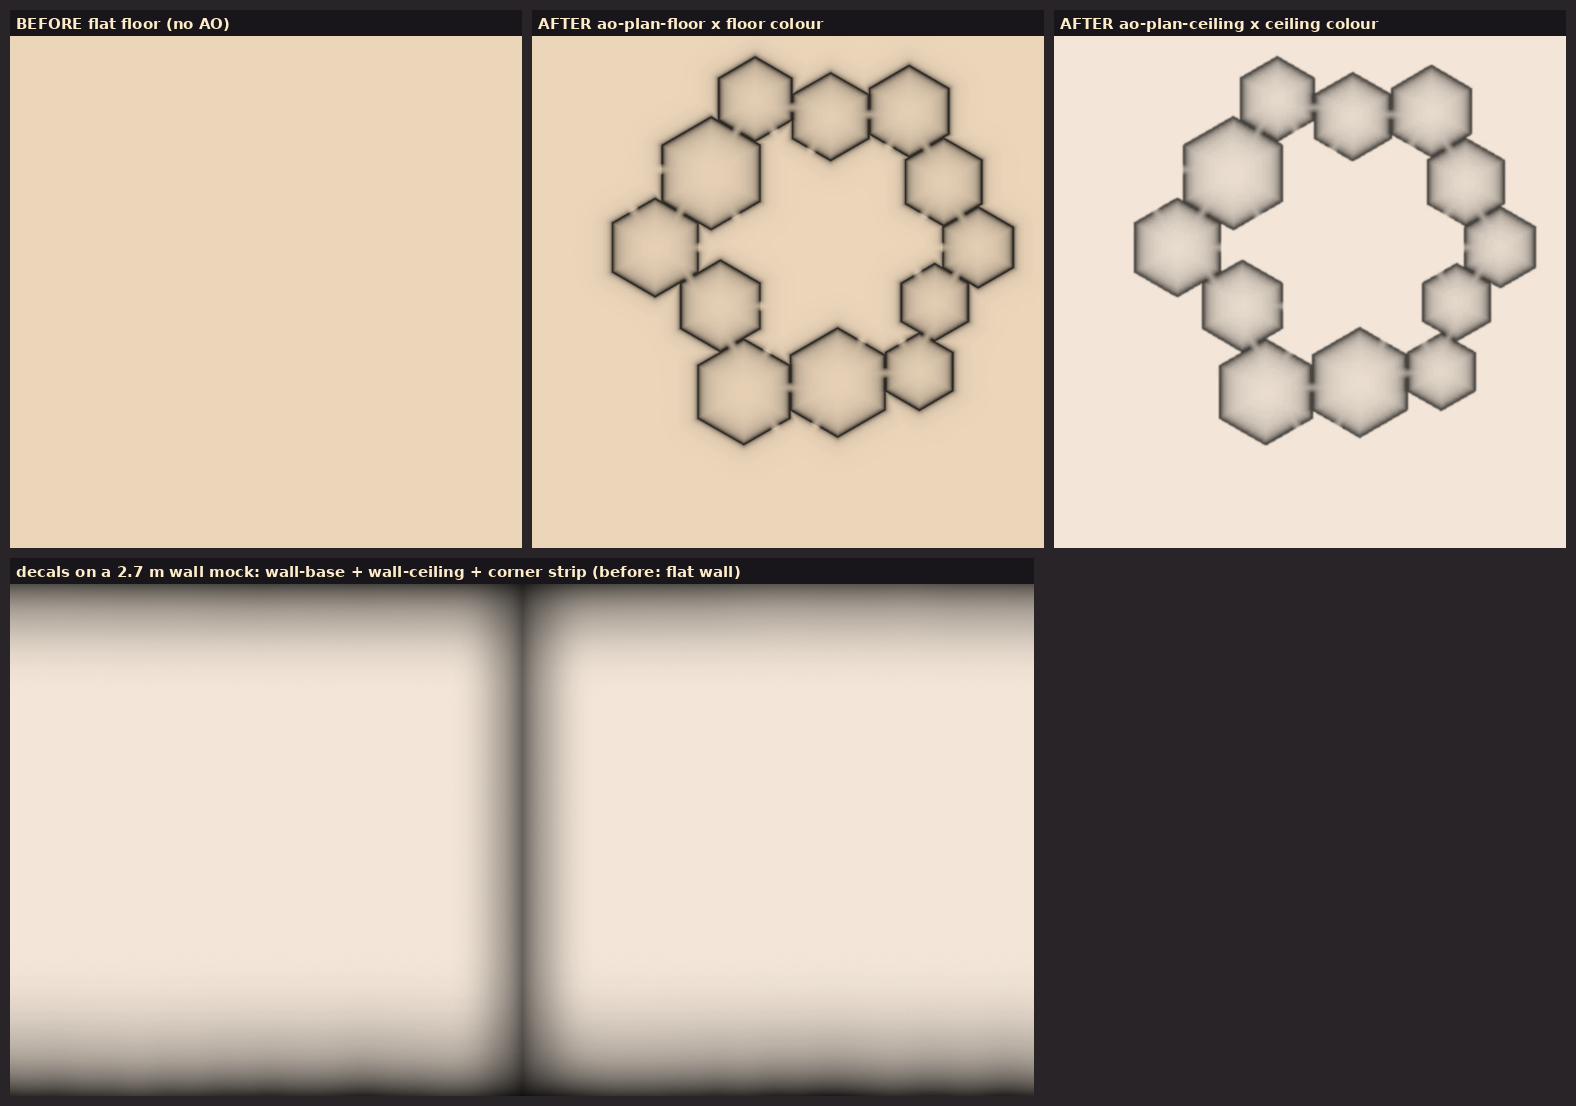 BEFORE flat floor (no AO)
AFTER ao-plan-floor x floor colour
AFTER ao-plan-ceiling x ceiling colour
decals on a 2.7 m wall mock: wall-base + wall-ceiling + corner strip (before: flat wall)